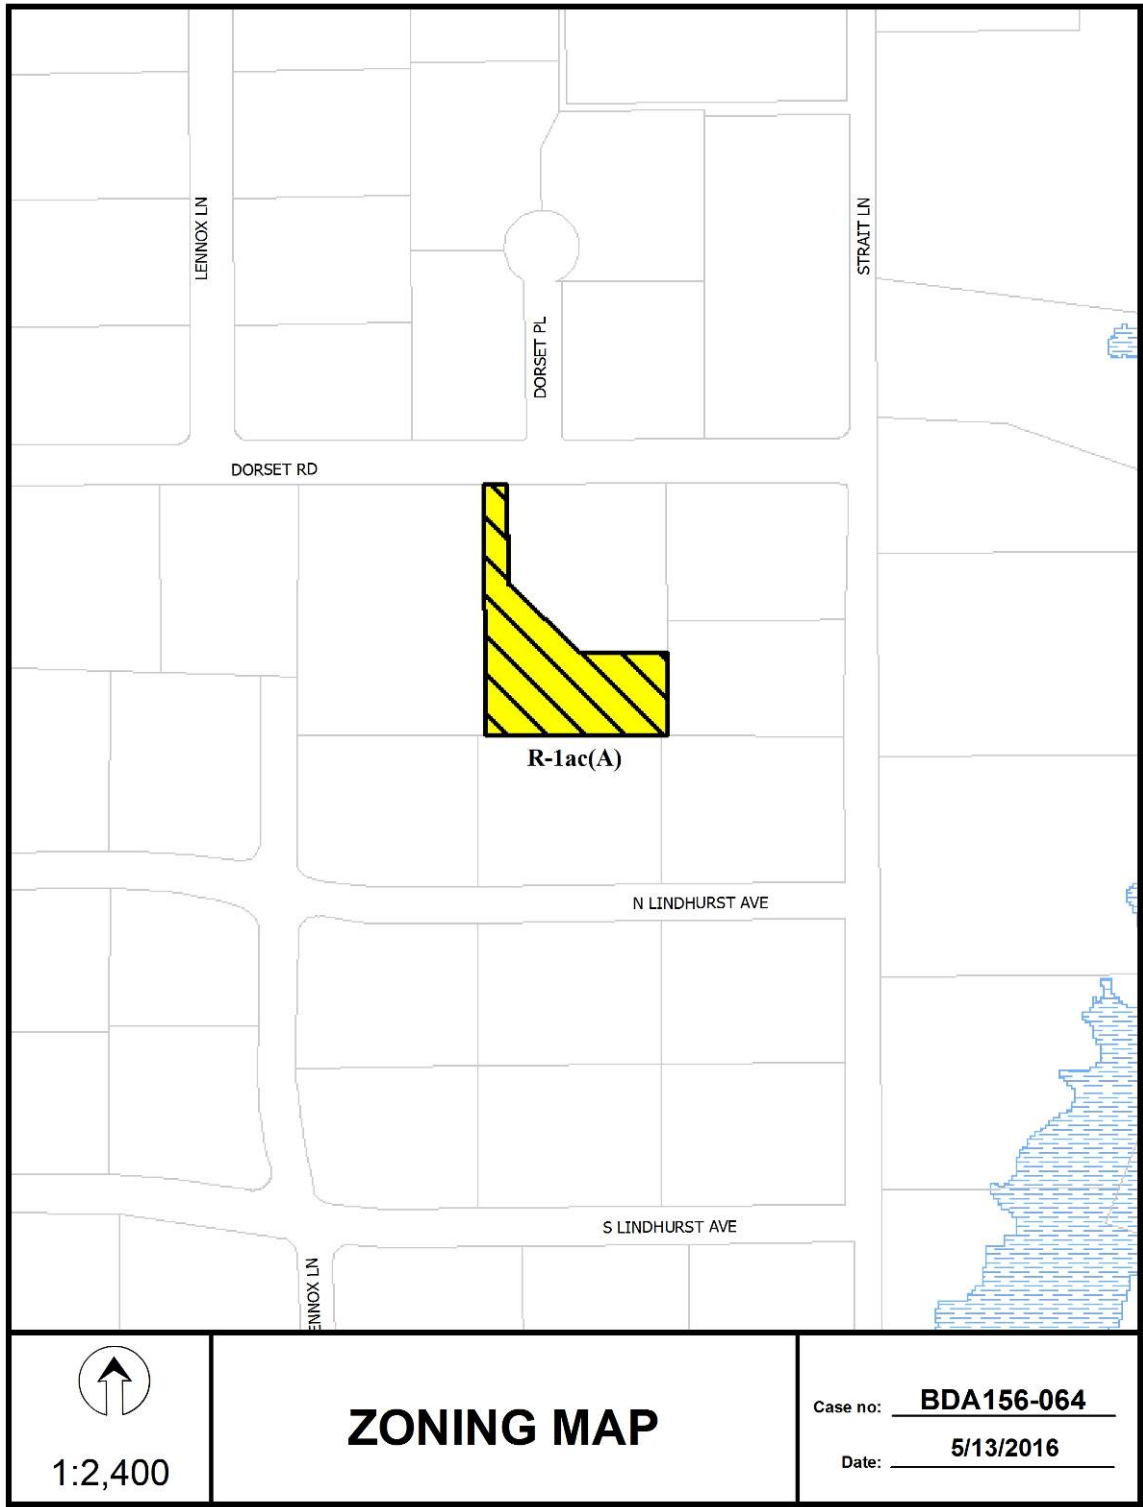 LENNOX LN
STRAIT LN
DORSET PL
DORSET RD
R-1ac(A)
N LINDHURST AVE
S LINDHURST AVE
ENNOX LN
1:2,400
ZONING MAP
Case no: BDA156-064
Date: 5/13/2016